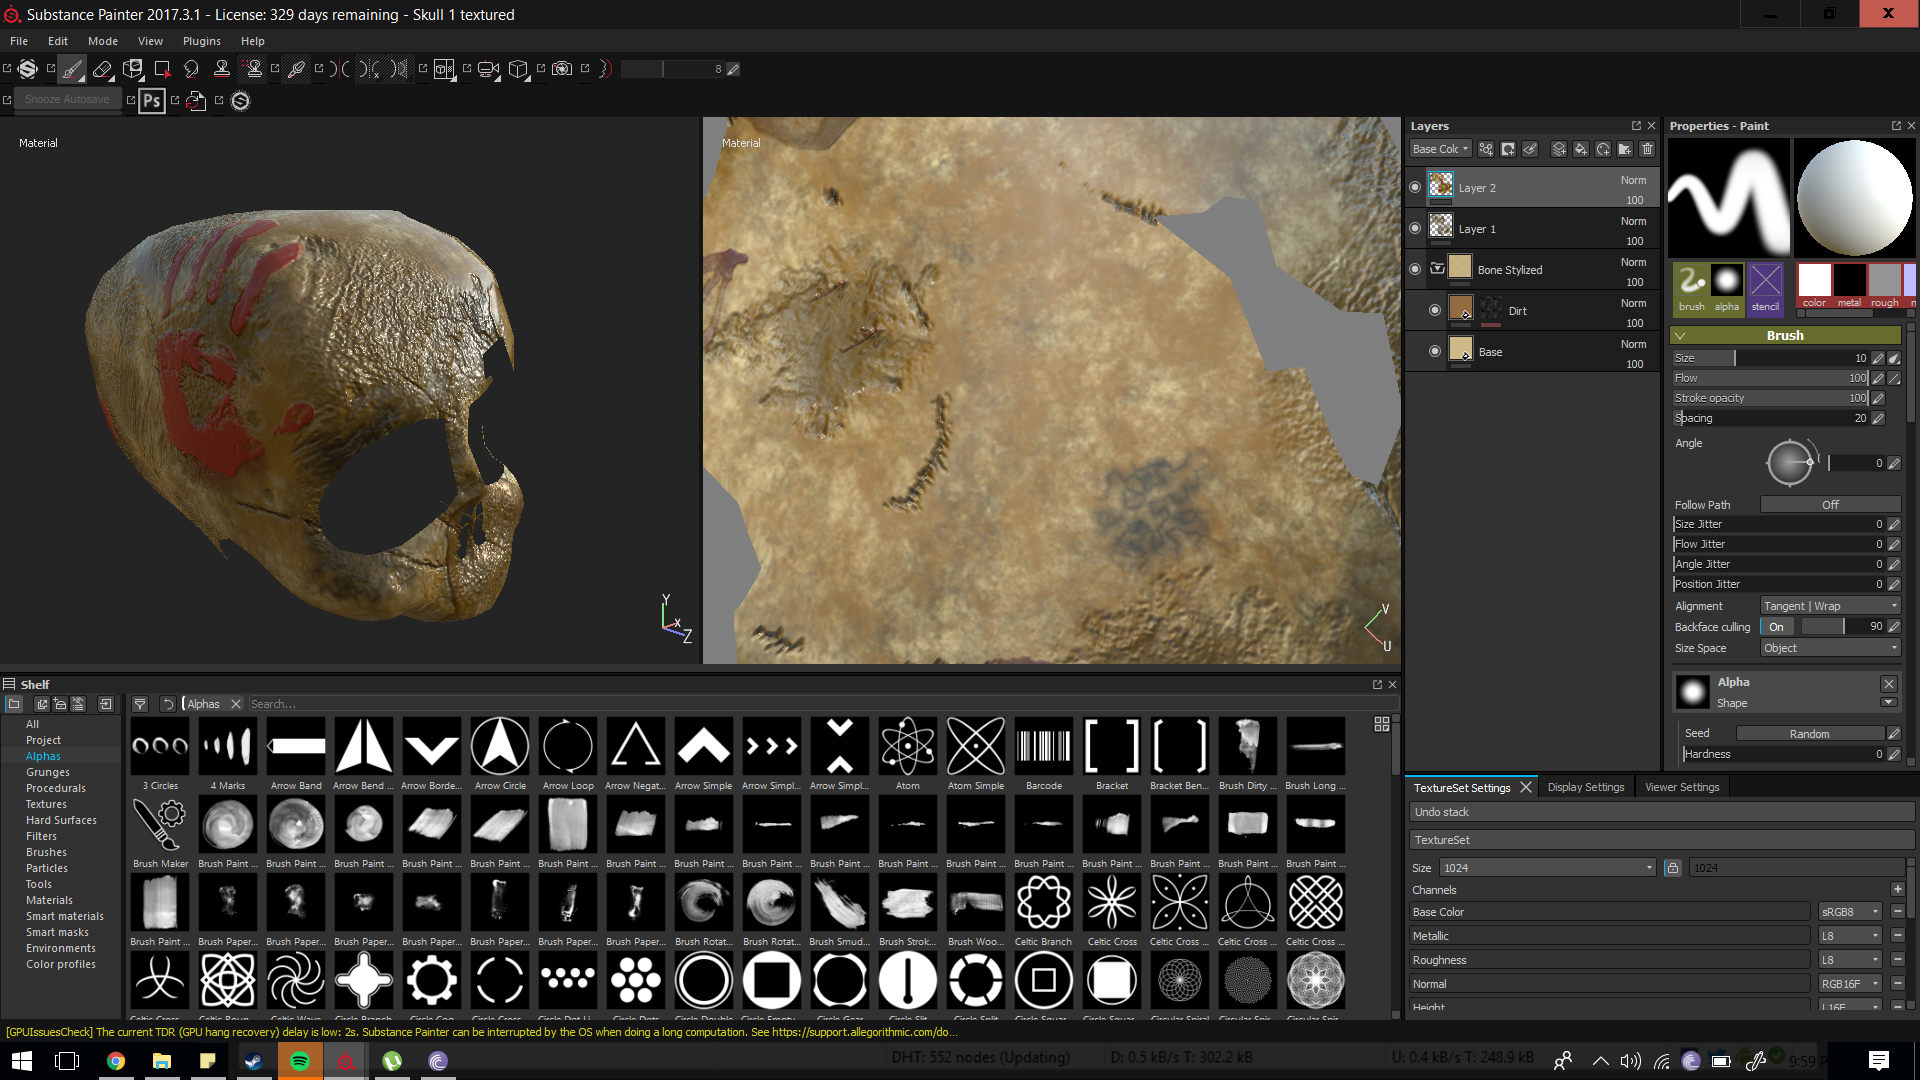 Substance Painter 2017.3.1 - License: 329 days remaining - Skull 1 textured
File Edit Mode View Plugins Help
8
Snooze Autosave Ps
Material
Material
Y
X
Z
V
U
Layers
Base Colc
Layer 2 Norm 100
Layer 1 Norm 100
Bone Stylized Norm 100
Dirt Norm 100
Base Norm 100
Properties - Paint
brush alpha stencil color metal rough
Brush
Size 10
Flow 100
Stroke opacity 100
Spacing 20
Angle 0
Follow Path Off
Size Jitter 0
Flow Jitter 0
Angle Jitter 0
Position Jitter 0
Alignment Tangent | Wrap
Backface culling On 90
Size Space Object
Alpha
Shape
Seed Random
Hardness 0
Shelf
Alphas Search...
All
Project
Alphas
Grunges
Procedurals
Textures
Hard Surfaces
Filters
Brushes
Particles
Tools
Materials
Smart materials
Smart masks
Environments
Color profiles
3 Circles 4 Marks Arrow Band Arrow Bend ... Arrow Borde... Arrow Circle Arrow Loop Arrow Negat... Arrow Simple Arrow Simpl... Arrow Simpl... Atom Atom Simple Barcode Bracket Bracket Ben... Brush Dirty ... Brush Long ...
Brush Maker Brush Paint ... Brush Paint ... Brush Paint ... Brush Paint ... Brush Paint ... Brush Paint ... Brush Paint ... Brush Paint ... Brush Paint ... Brush Paint ... Brush Paint ... Brush Paint ... Brush Paint ... Brush Paint ... Brush Paint ... Brush Paint ... Brush Paint ...
Brush Paint ... Brush Paper... Brush Paper... Brush Paper... Brush Paper... Brush Paper... Brush Paper... Brush Paper... Brush Rotat... Brush Rotat... Brush Smud... Brush Strok... Brush Woo... Celtic Branch Celtic Cross Celtic Cross ... Celtic Cross ... Celtic Cross ...
TextureSet Settings Display Settings Viewer Settings
Undo stack
TextureSet
Size 1024 1024
Channels
Base Color sRGB8
Metallic L8
Roughness L8
Normal RGB16F
Height L16F
[GPUIssuesCheck] The current TDR (GPU hang recovery) delay is low: 2s. Substance Painter can be interrupted by the OS when doing a long computation. See https://support.allegorithmic.com/do...
DHT: 552 nodes (Updating) D: 0.5 kB/s T: 302.2 kB U: 0.4 kB/s T: 248.9 kB
9:59